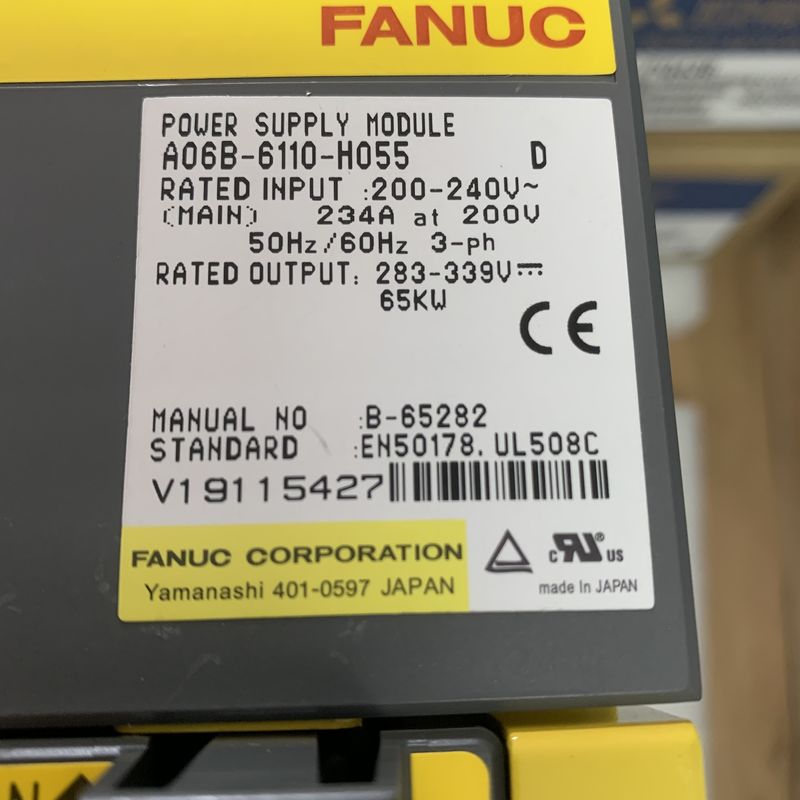 FANUC
POWER SUPPLY MODULE
A06B-6110-H055 D
RATED INPUT :200-240V~
(MAIN) 234A at 200V
50Hz/60Hz 3-ph
RATED OUTPUT: 283-339V⎓
65KW
CE
MANUAL NO :B-65282
STANDARD :EN50178. UL508C
V19115427
FANUC CORPORATION
Yamanashi 401-0597 JAPAN
c RU ® US
made in JAPAN
N